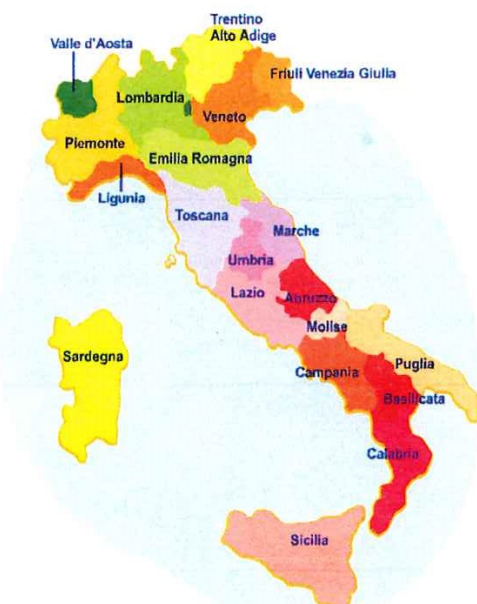 Trentino
Alto Adige
Valle d'Aosta
Friuli Venezia Giulia
Lombardia
Veneto
Piemonte
Emilia Romagna
Ligunia
Toscana
Marche
Umbria
Lazio
Abruzzo
Molise
Sardegna
Puglia
Campania
Basilicata
Calabria
Sicilia